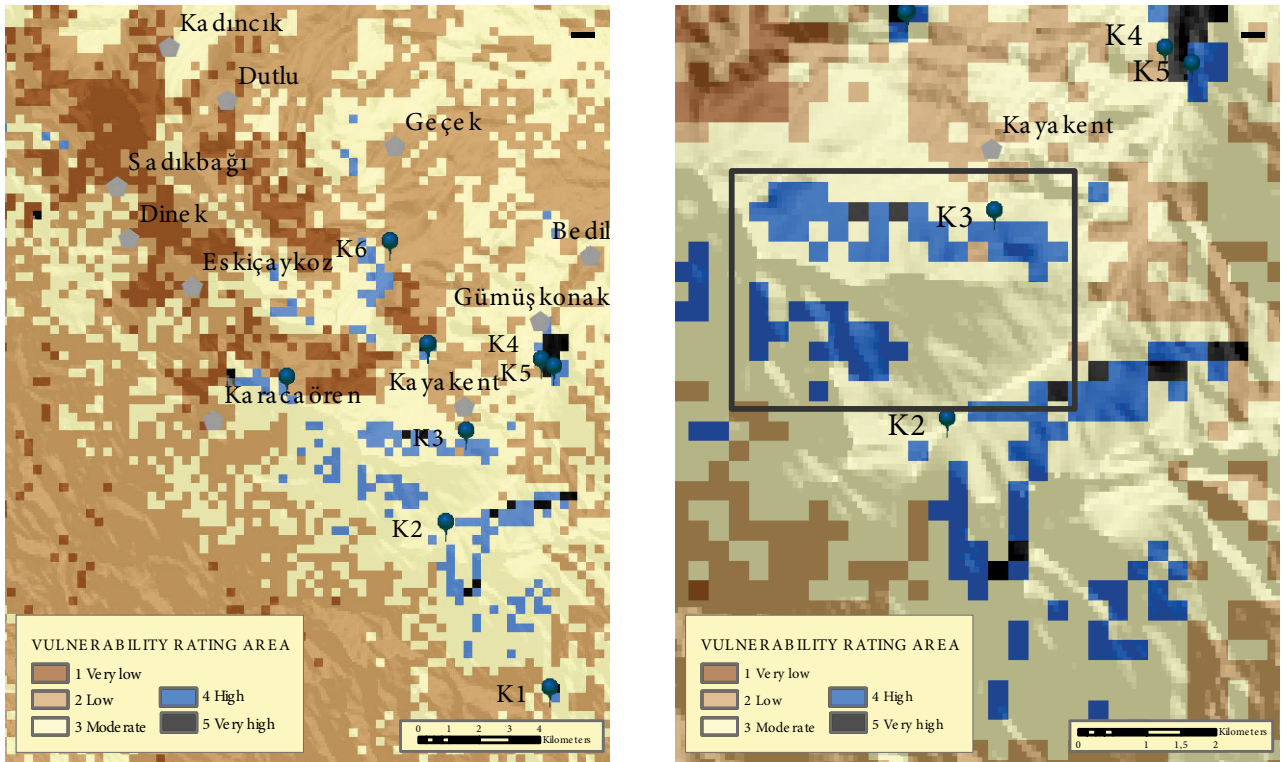 Kadıncık
Dutlu
Geçek
Sadıkbağı
Dinek
Bedil
K6
Eskiçaykoz
Gümüşkonak
K4
K5
Kayakent
Karacaören
K3
K2
K1
VULNERABILITY RATING AREA
1 Very low
2 Low
3 Moderate
4 High
5 Very high
0 1 2 3 4
Kilometers
K4
K5
Kayakent
K3
K2
VULNERABILITY RATING AREA
1 Very low
2 Low
3 Moderate
4 High
5 Very high
Kilometers
0 1 1,5 2